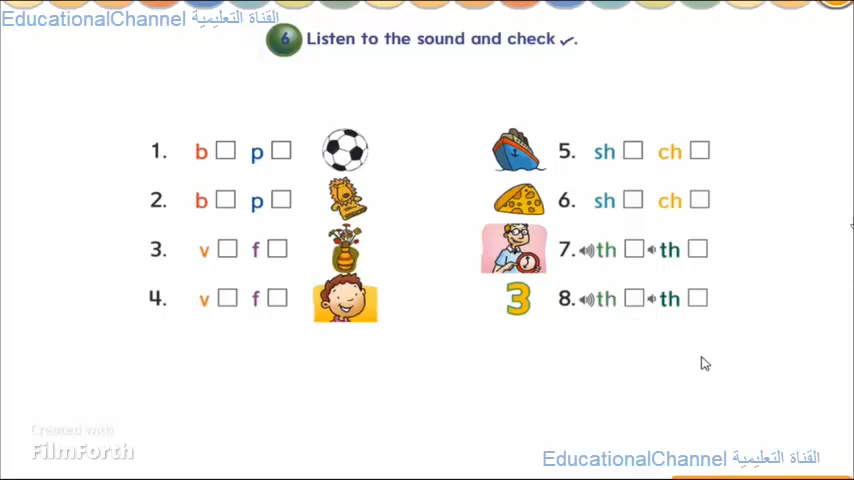 EducationalChannel القناة التعليمية
6 Listen to the sound and check ✓.
1. b p
2. b p
3. v f
4. v f
5. sh ch
6. sh ch
7. th th
3 8. th th
Created with
FilmForth
EducationalChannel القناة التعليمية